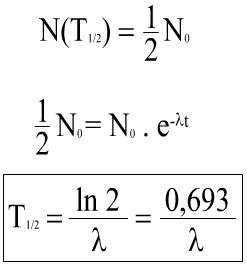 N(T₁/₂) = 1/2 N₀
1/2 N₀ = N₀ . e^-λt
T₁/₂ = ln 2/λ = 0,693/λ